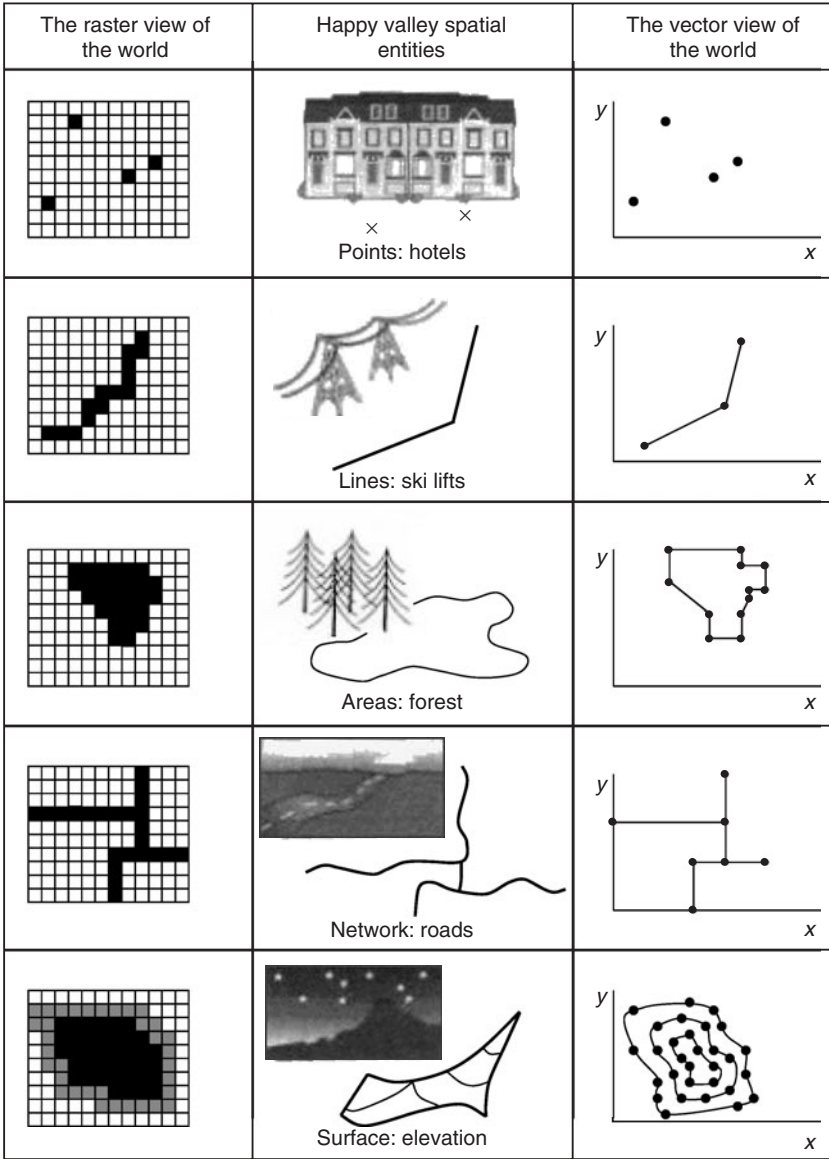 The raster view of
the world
Happy valley spatial
entities
The vector view of
the world
y
x
Points: hotels
y
x
Lines: ski lifts
y
x
Areas: forest
y
x
Network: roads
y
x
Surface: elevation